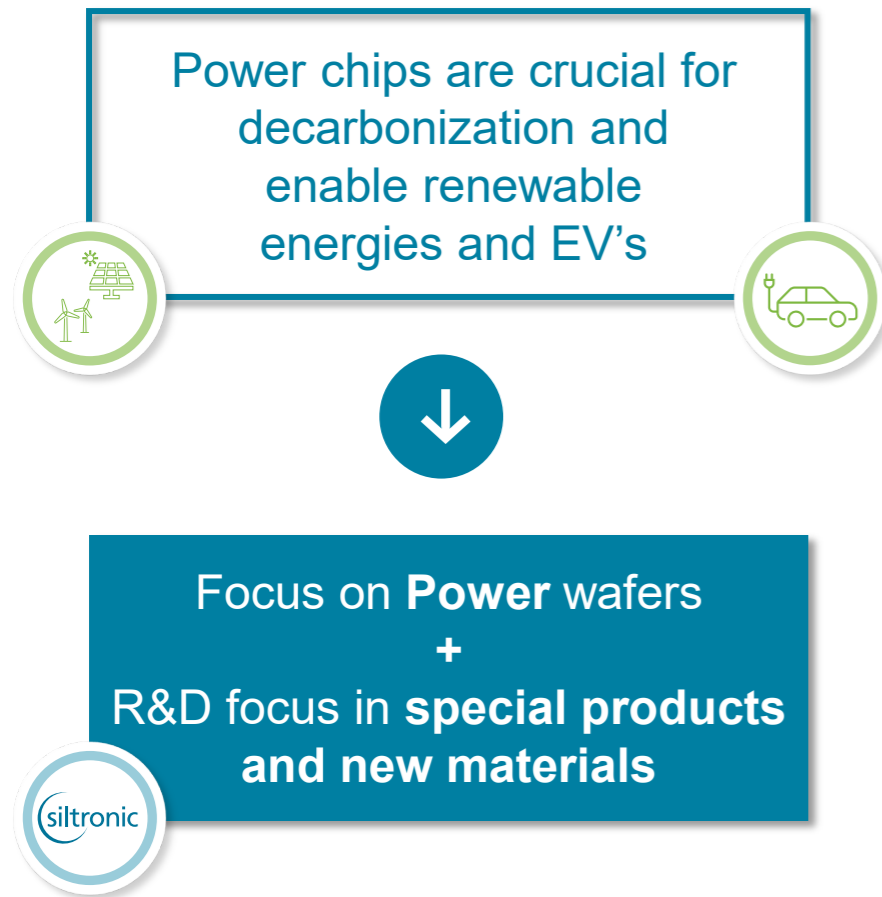 Power chips are crucial for
decarbonization and
enable renewable
energies and EV’s
Focus on Power wafers
+
R&D focus in special products
and new materials
siltronic